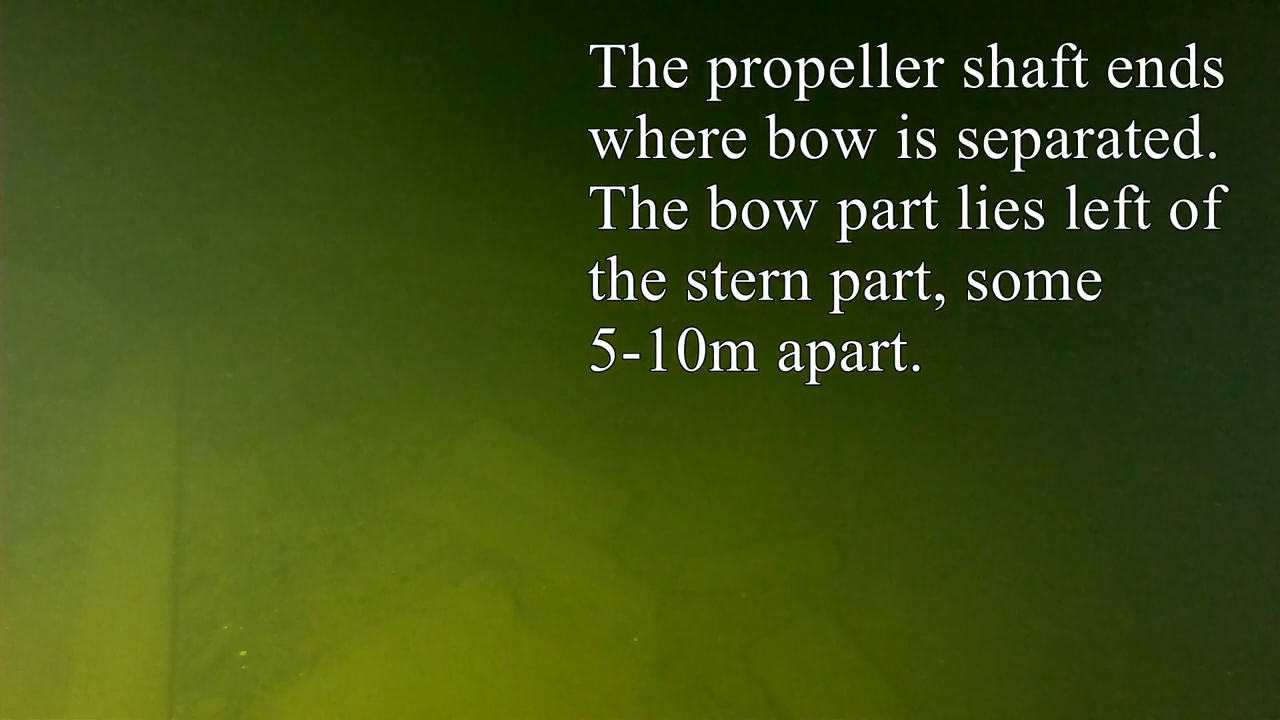 The propeller shaft ends
where bow is separated.
The bow part lies left of
the stern part, some
5-10m apart.